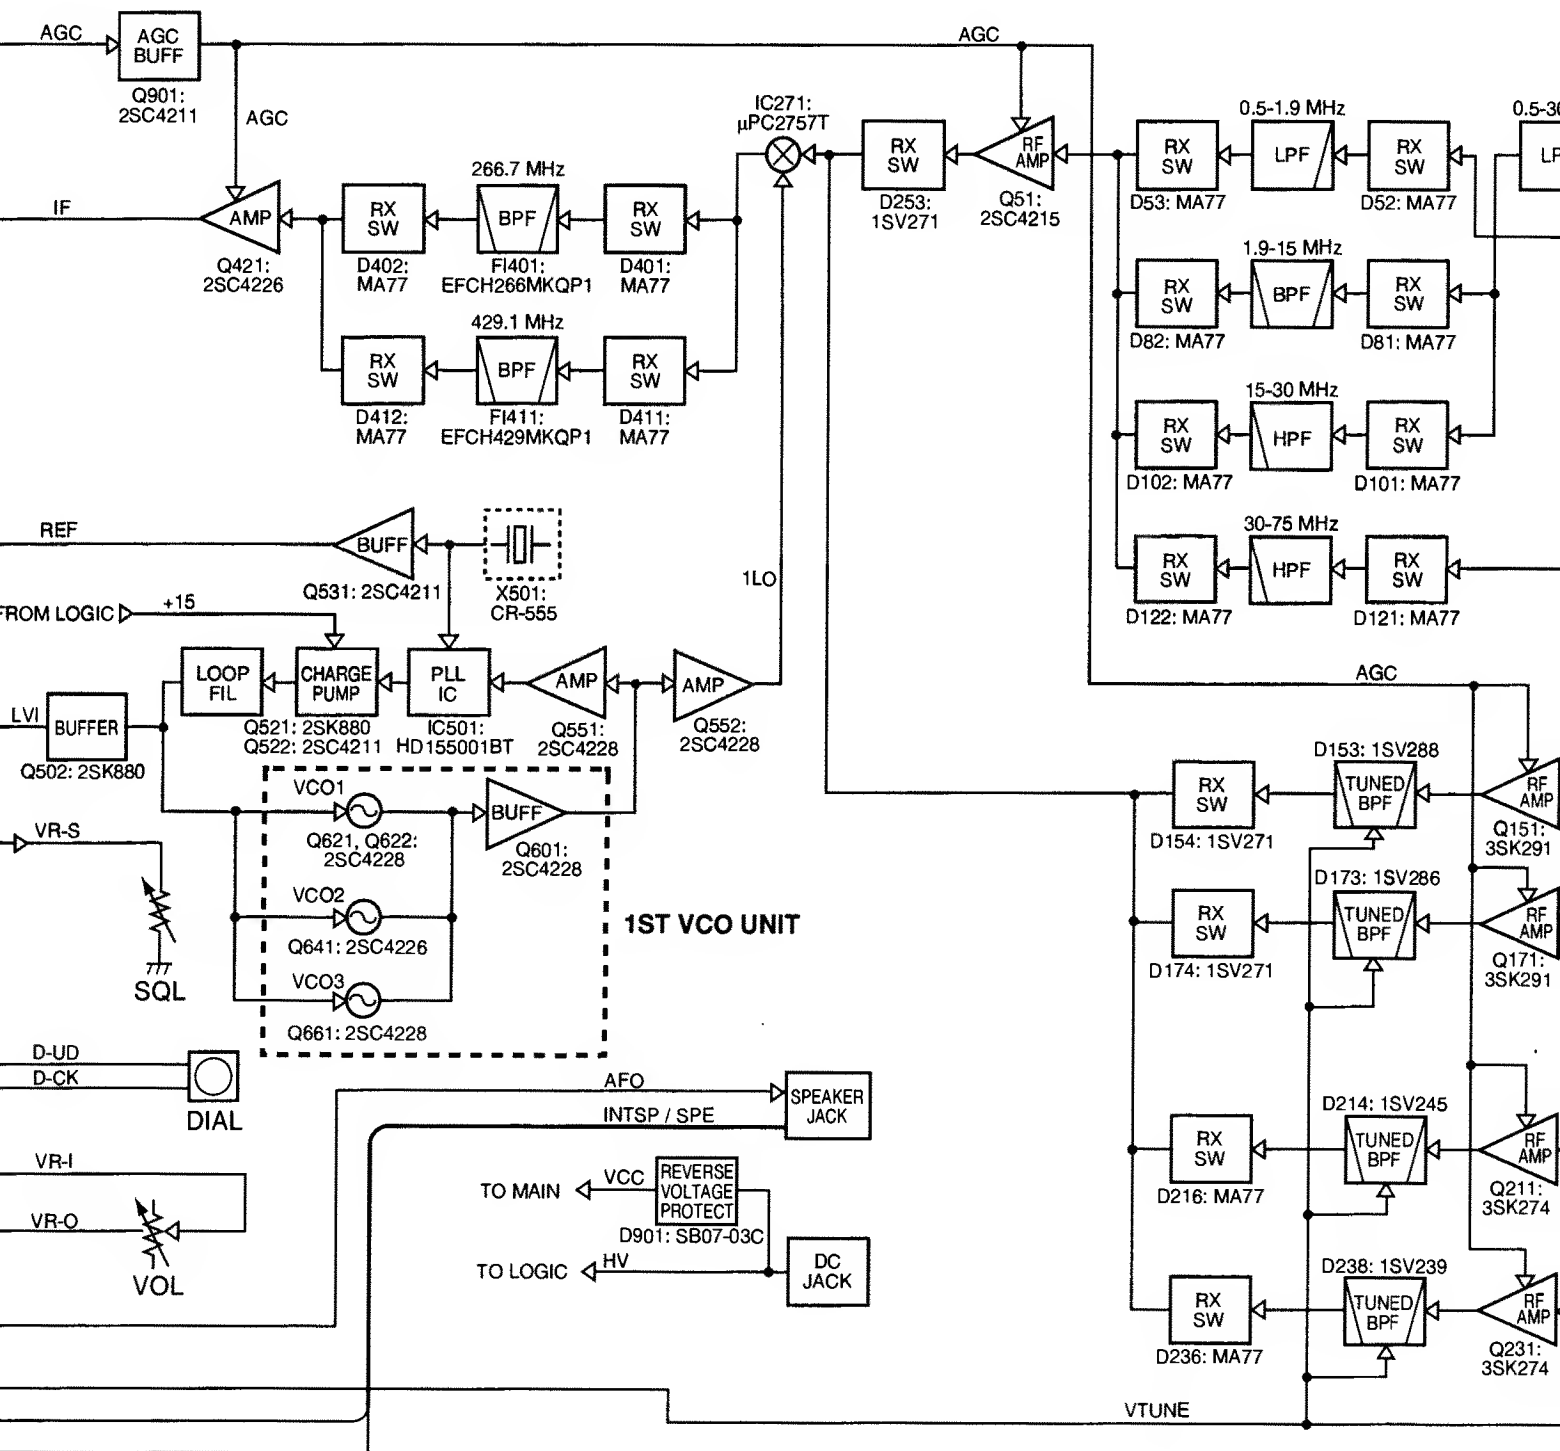 AGC
AGC
BUFF
Q901:
2SC4211
AGC
AGC
IF
AMP
Q421:
2SC4226
RX
SW
D402:
MA77
266.7 MHz
BPF
FI401:
EFCH266MKQP1
RX
SW
D401:
MA77
RX
SW
D412:
MA77
429.1 MHz
BPF
FI411:
EFCH429MKQP1
RX
SW
D411:
MA77
IC271:
µPC2757T
RX
SW
D253:
1SV271
RF
AMP
Q51:
2SC4215
RX
SW
D53: MA77
0.5-1.9 MHz
LPF
RX
SW
D52: MA77
RX
SW
D82: MA77
1.9-15 MHz
BPF
RX
SW
D81: MA77
RX
SW
D102: MA77
15-30 MHz
HPF
RX
SW
D101: MA77
RX
SW
D122: MA77
30-75 MHz
HPF
RX
SW
D121: MA77
REF
BUFF
Q531: 2SC4211
X501:
CR-555
1LO
FROM LOGIC
+15
LOOP
FIL
CHARGE
PUMP
Q521: 2SK880
Q522: 2SC4211
PLL
IC
IC501:
HD155001BT
AMP
Q551:
2SC4228
AMP
Q552:
2SC4228
LVI
BUFFER
Q502: 2SK880
VCO1
Q621, Q622:
2SC4228
BUFF
Q601:
2SC4228
VCO2
Q641: 2SC4226
VCO3
Q661: 2SC4228
1ST VCO UNIT
VR-S
SQL
D-UD
D-CK
DIAL
VR-I
VR-O
VOL
AFO
INTSP / SPE
SPEAKER
JACK
TO MAIN
VCC
REVERSE
VOLTAGE
PROTECT
D901: SB07-03C
TO LOGIC
HV
DC
JACK
AGC
RX
SW
D154: 1SV271
D153: 1SV288
TUNED
BPF
RF
AMP
Q151:
3SK291
RX
SW
D174: 1SV271
D173: 1SV286
TUNED
BPF
RF
AMP
Q171:
3SK291
RX
SW
D216: MA77
D214: 1SV245
TUNED
BPF
RF
AMP
Q211:
3SK274
RX
SW
D236: MA77
D238: 1SV239
TUNED
BPF
RF
AMP
Q231:
3SK274
VTUNE